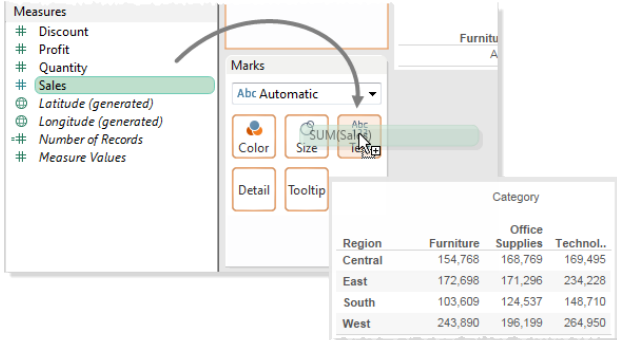 Measures
# Discount
# Profit
# Quantity
# Sales
Latitude (generated)
Longitude (generated)
=# Number of Records
# Measure Values
Furnitu
A
Marks
Abc Automatic
Abc
SUM(Sales)
Color
Size
Detail
Tooltip
Category
Region Furniture Office Supplies Technol..
Central 154,768 168,769 169,495
East 172,698 171,296 234,228
South 103,609 124,537 148,710
West 243,890 196,199 264,950